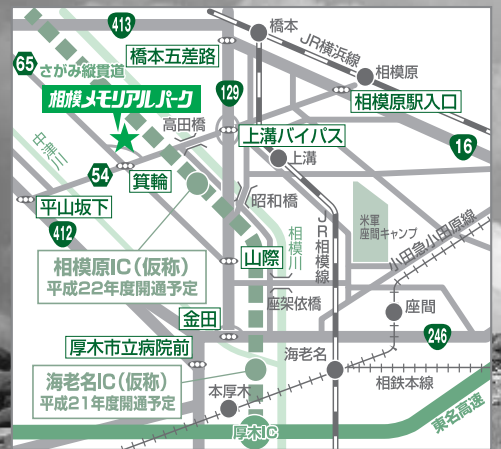 413
橋本
JR横浜線
橋本五差路
65
さがみ縦貫道
相模原
129
相模メモリアルパーク
相模原駅入口
高田橋
上溝バイパス
16
中津川
上溝
54
箕輪
昭和橋
平山坂下
米軍
座間キャンプ
412
相模川
JR相模線
小田急小田原線
山際
相模原IC(仮称)
平成22年度開通予定
座架依橋
座間
金田
246
厚木市立病院前
海老名
海老名IC(仮称)
平成21年度開通予定
相鉄本線
本厚木
東名高速
厚木IC